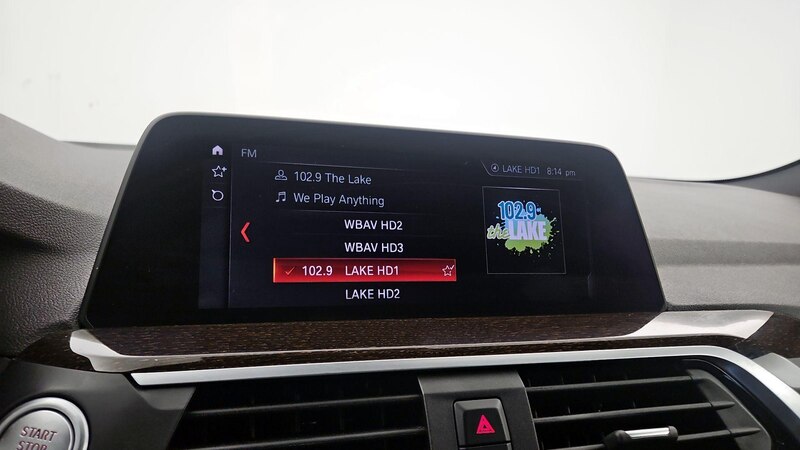 FM
LAKE HD1 8:14 pm
102.9 The Lake
We Play Anything
WBAV HD2
WBAV HD3
102.9 LAKE HD1
LAKE HD2
102.9
the LAKE
START
STOP